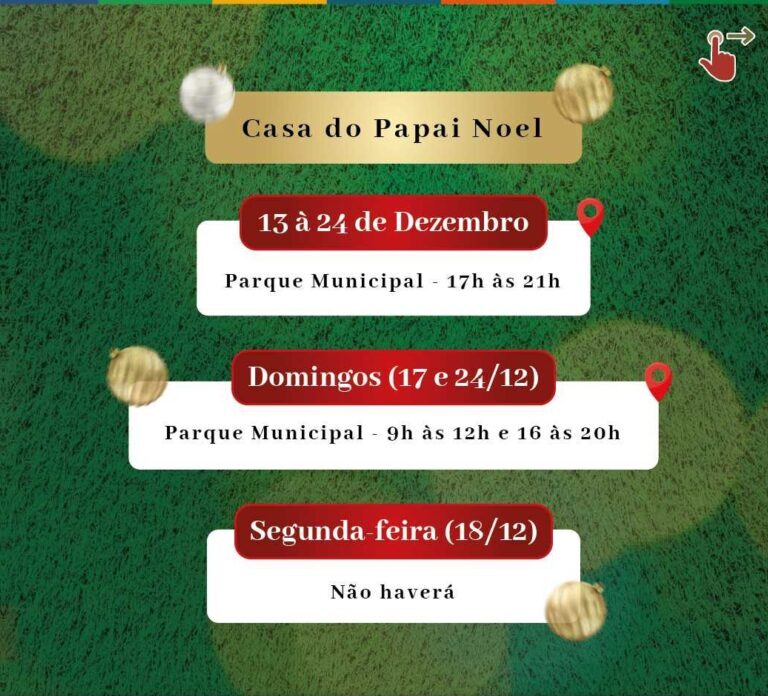 Casa do Papai Noel
13 à 24 de Dezembro
Parque Municipal - 17h às 21h
Domingos (17 e 24/12)
Parque Municipal - 9h às 12h e 16 às 20h
Segunda-feira (18/12)
Não haverá